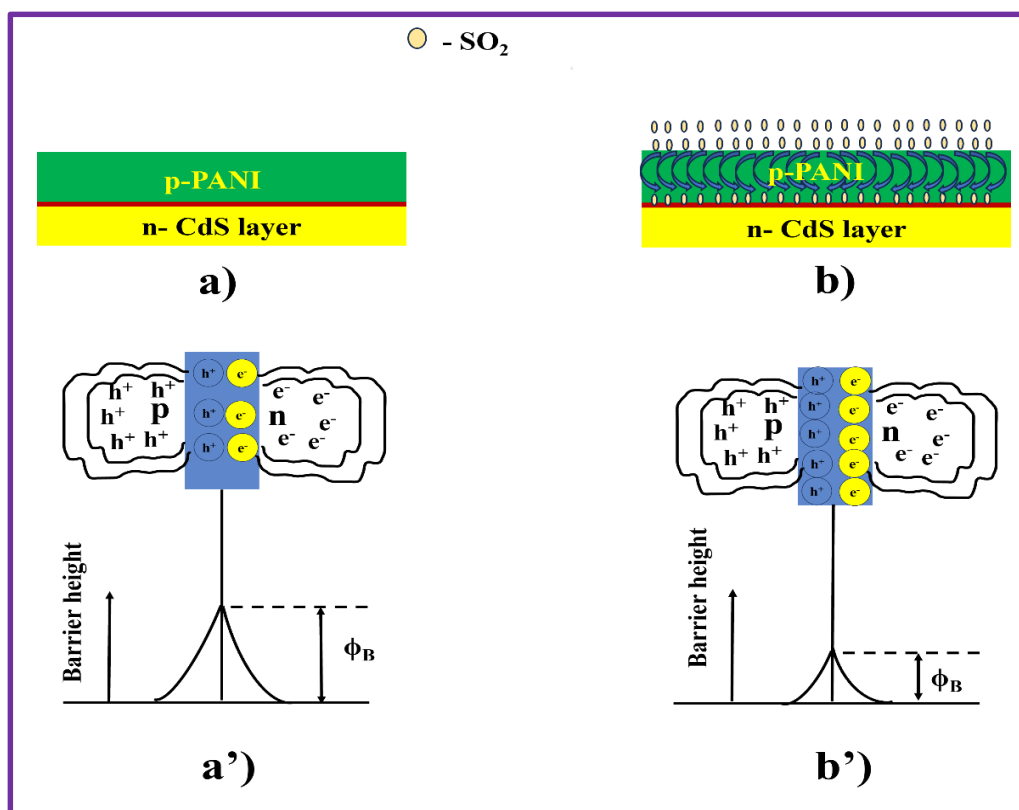 - SO₂
p-PANI
n- CdS layer
a)
p-PANI
n- CdS layer
b)
h⁺ h⁺
h⁺ p
h⁺ h⁺
h⁺ e⁻
h⁺ e⁻
h⁺ e⁻
e⁻ e⁻
n e⁻
e⁻ e⁻
Barrier height
ϕB
a’)
h⁺ h⁺
h⁺ p
h⁺ h⁺
h⁺ e⁻
h⁺ e⁻
h⁺ e⁻
h⁺ e⁻
h⁺ e⁻
e⁻ e⁻
n e⁻
e⁻ e⁻
Barrier height
ϕB
b’)